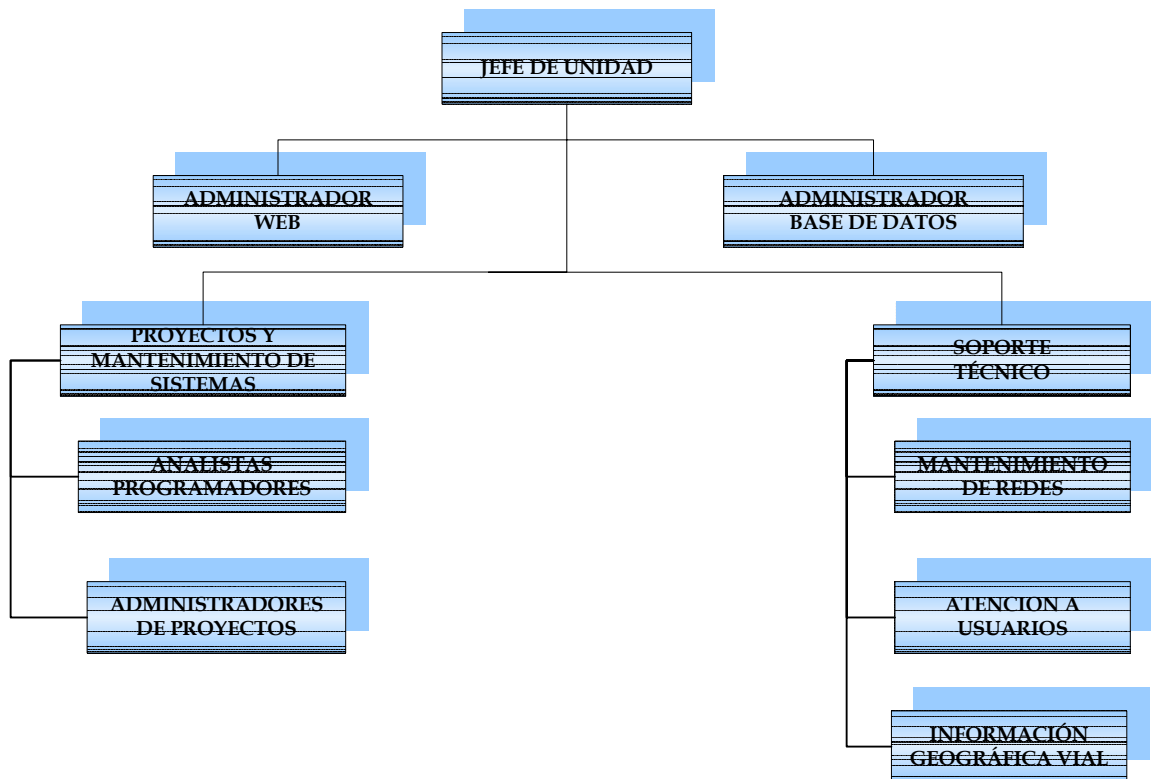 JEFE DE UNIDAD
ADMINISTRADOR
WEB
ADMINISTRADOR
BASE DE DATOS
PROYECTOS Y
MANTENIMIENTO DE
SISTEMAS
SOPORTE
TÉCNICO
ANALISTAS
PROGRAMADORES
MANTENIMIENTO
DE REDES
ADMINISTRADORES
DE PROYECTOS
ATENCION A
USUARIOS
INFORMACIÓN
GEOGRÁFICA VIAL